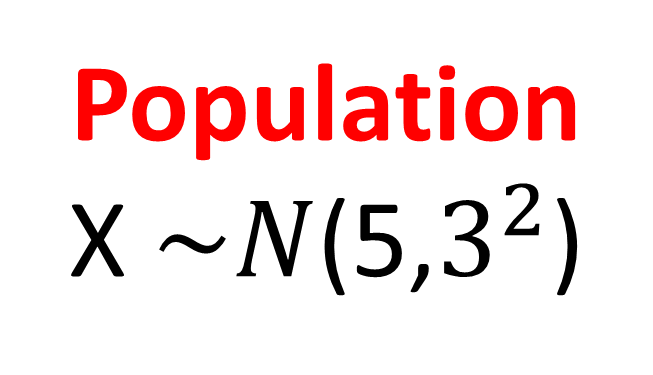 Population
X ~N(5,3²)